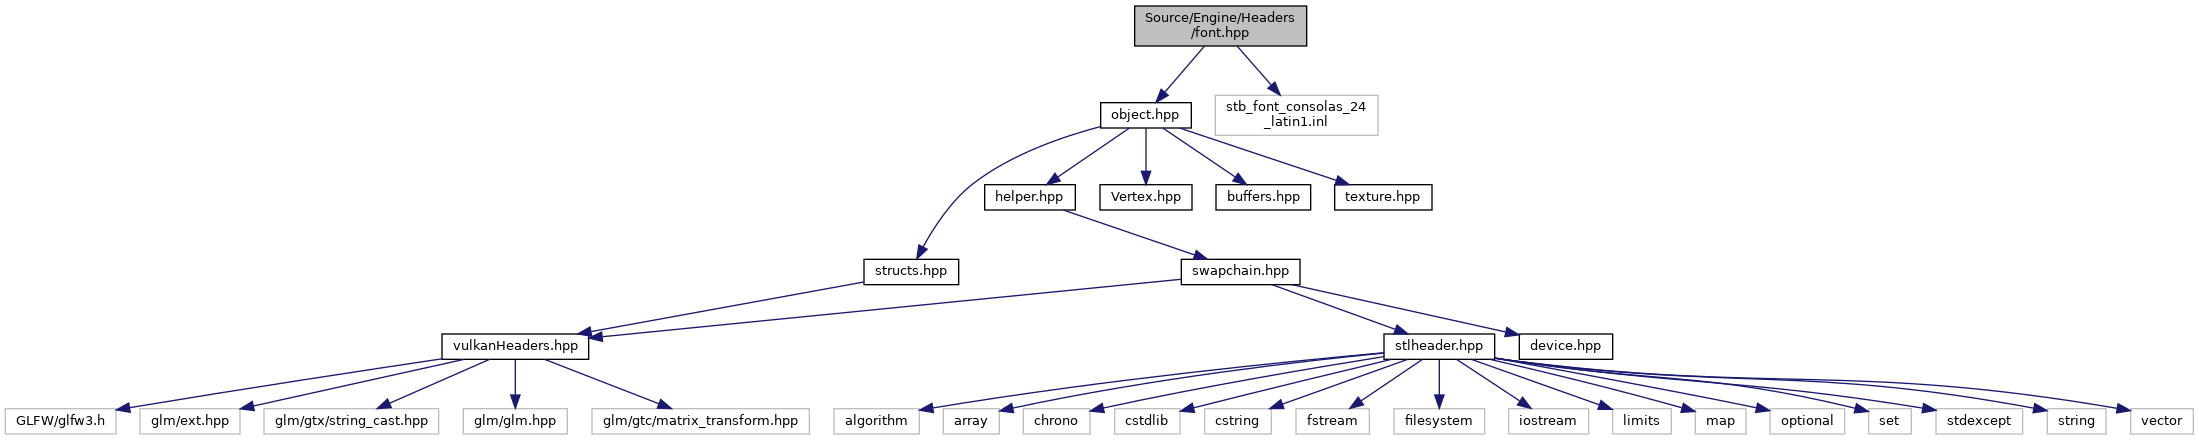 Source/Engine/Headers
/font.hpp
object.hpp
stb_font_consolas_24
_latin1.inl
helper.hpp
Vertex.hpp
buffers.hpp
texture.hpp
structs.hpp
swapchain.hpp
vulkanHeaders.hpp
stlheader.hpp
device.hpp
GLFW/glfw3.h
glm/ext.hpp
glm/gtx/string_cast.hpp
glm/glm.hpp
glm/gtc/matrix_transform.hpp
algorithm
array
chrono
cstdlib
cstring
fstream
filesystem
iostream
limits
map
optional
set
stdexcept
string
vector